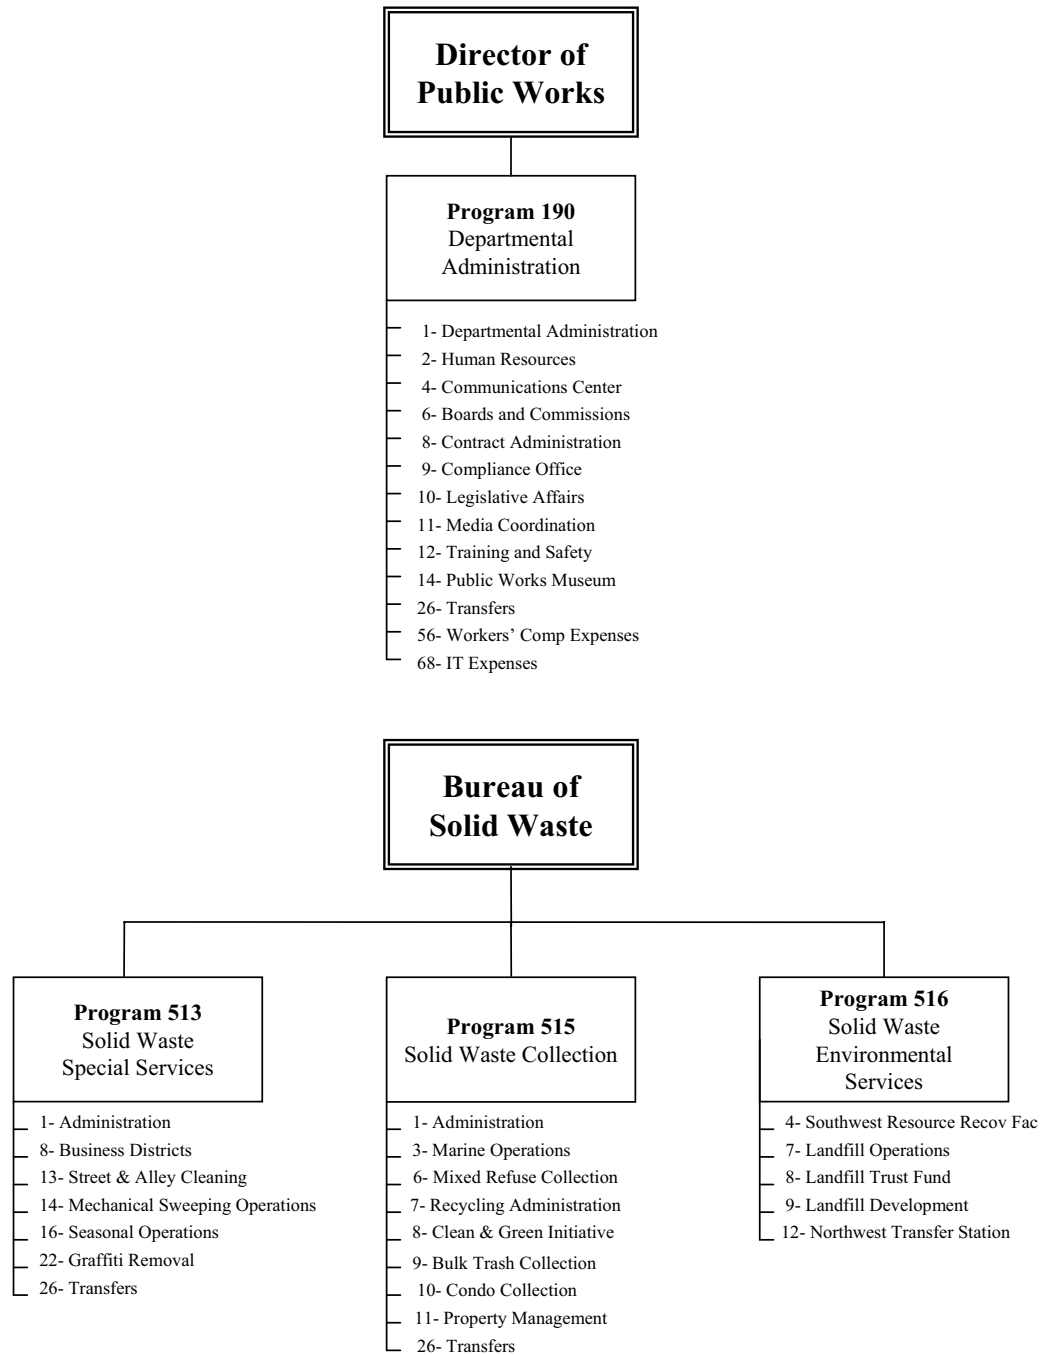 Director of
Public Works
Program 190
Departmental
Administration
1- Departmental Administration
2- Human Resources
4- Communications Center
6- Boards and Commissions
8- Contract Administration
9- Compliance Office
10- Legislative Affairs
11- Media Coordination
12- Training and Safety
14- Public Works Museum
26- Transfers
56- Workers’ Comp Expenses
68- IT Expenses
Bureau of
Solid Waste
Program 513
Solid Waste
Special Services
1- Administration
8- Business Districts
13- Street & Alley Cleaning
14- Mechanical Sweeping Operations
16- Seasonal Operations
22- Graffiti Removal
26- Transfers
Program 515
Solid Waste Collection
1- Administration
3- Marine Operations
6- Mixed Refuse Collection
7- Recycling Administration
8- Clean & Green Initiative
9- Bulk Trash Collection
10- Condo Collection
11- Property Management
26- Transfers
Program 516
Solid Waste
Environmental
Services
4- Southwest Resource Recov Fac
7- Landfill Operations
8- Landfill Trust Fund
9- Landfill Development
12- Northwest Transfer Station